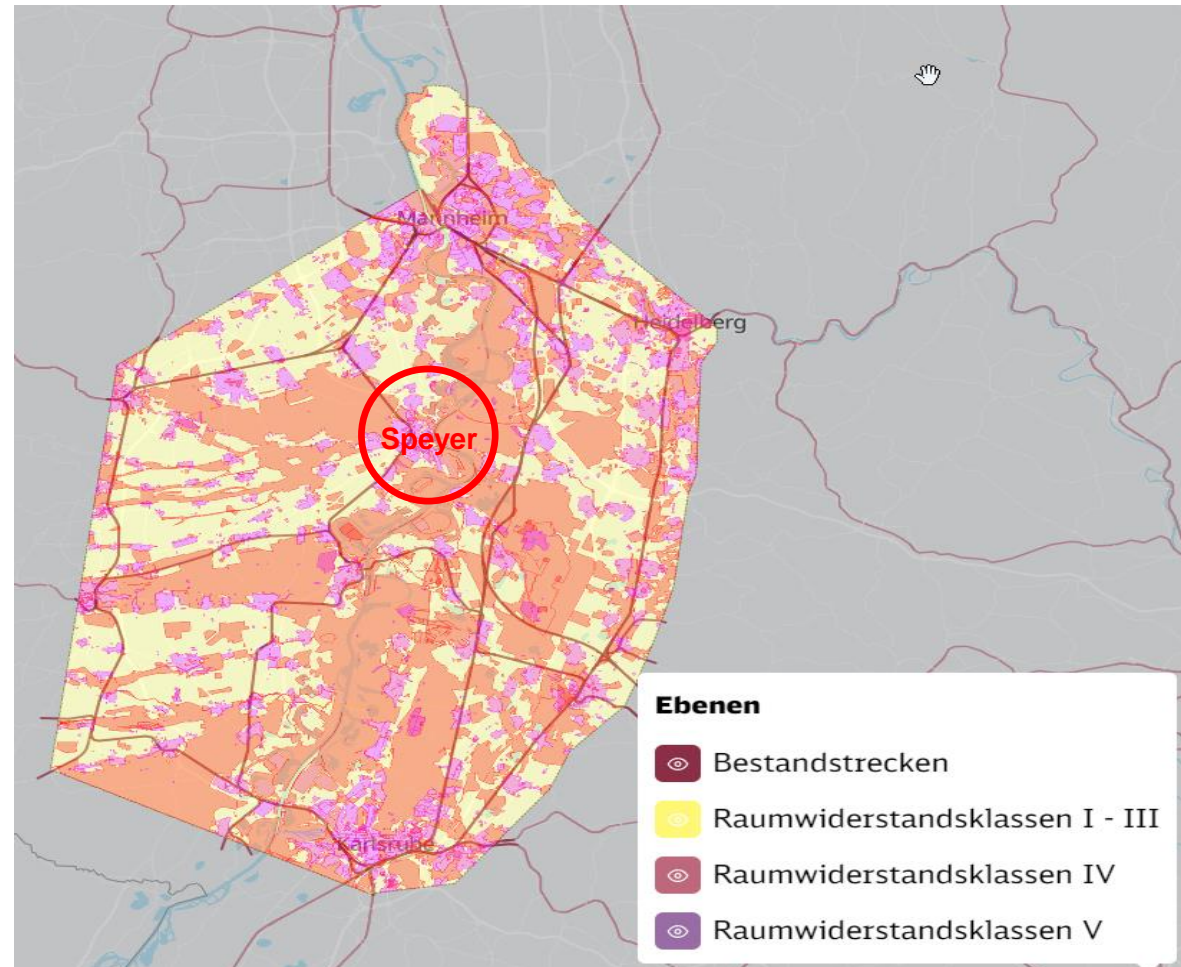 Mannheim
Heidelberg
Speyer
Karlsruhe
Ebenen
Bestandstrecken
Raumwiderstandsklassen I - III
Raumwiderstandsklassen IV
Raumwiderstandsklassen V